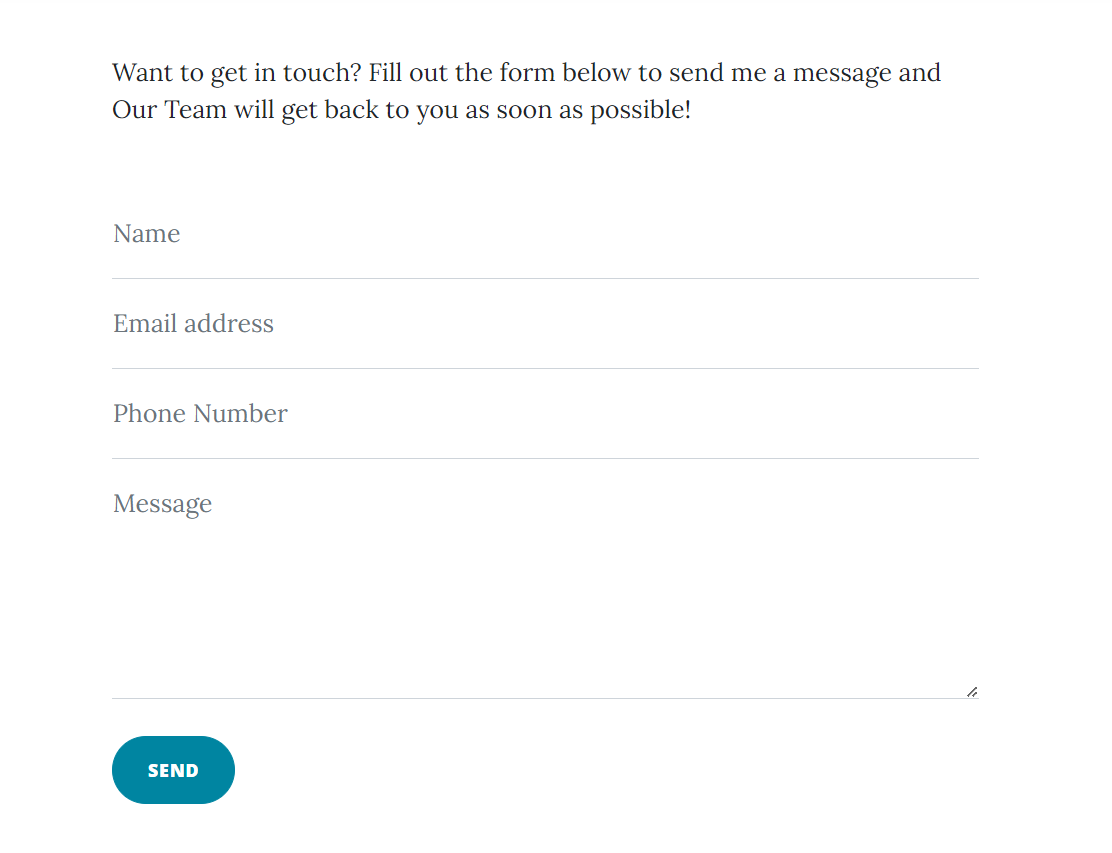 Want to get in touch? Fill out the form below to send me a message and
Our Team will get back to you as soon as possible!
Name
Email address
Phone Number
Message
SEND